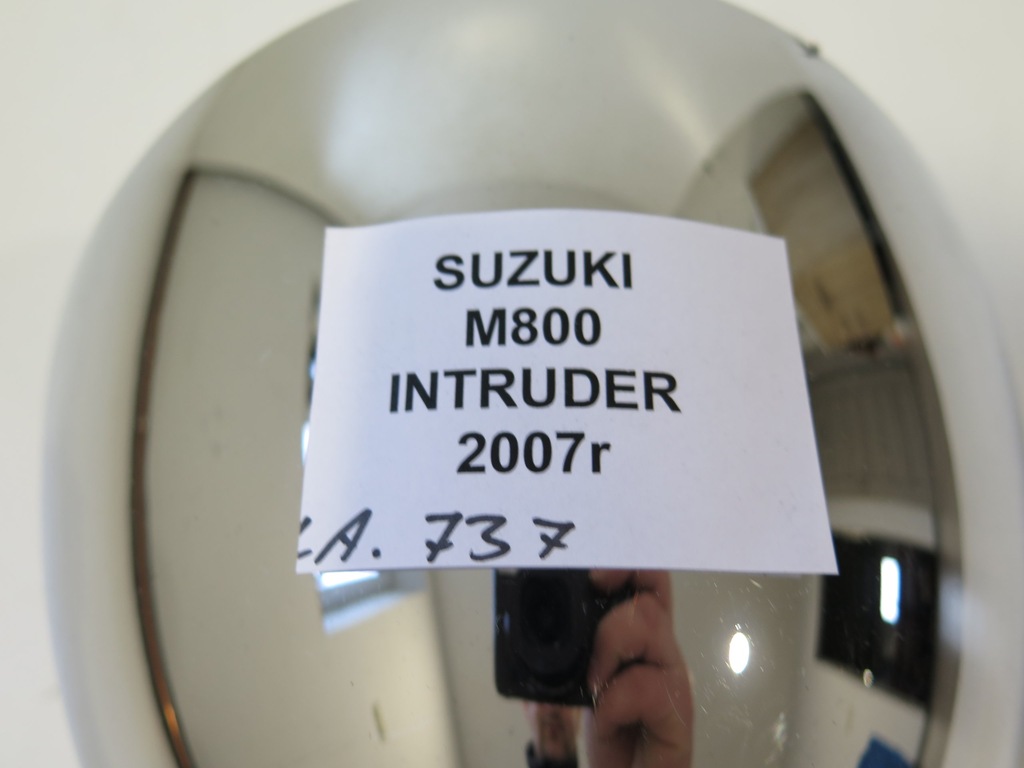 SUZUKI
M800
INTRUDER
2007r
A. 737